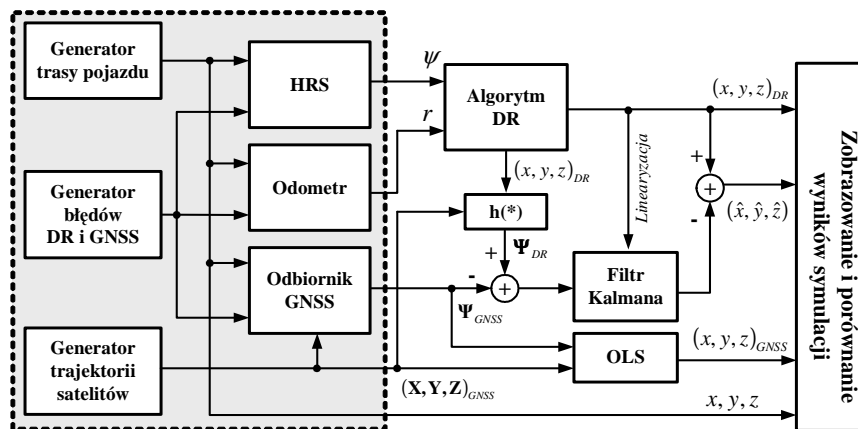 Generator
trasy pojazdu
HRS
ψ
Algorytm
DR
(x, y, z)_DR
r
Generator
błędów
DR i GNSS
Odometr
(x, y, z)_DR
Linearyzacja
+
+
(x̂, ŷ, ẑ)
-
h(*)
+
Ψ_DR
Odbiornik
GNSS
-
+
Ψ_GNSS
Filtr
Kalmana
Generator
trajektorii
satelitów
OLS
(x, y, z)_GNSS
(X, Y, Z)_GNSS
x, y, z
Zobrazowanie i porównanie
wyników symulacji